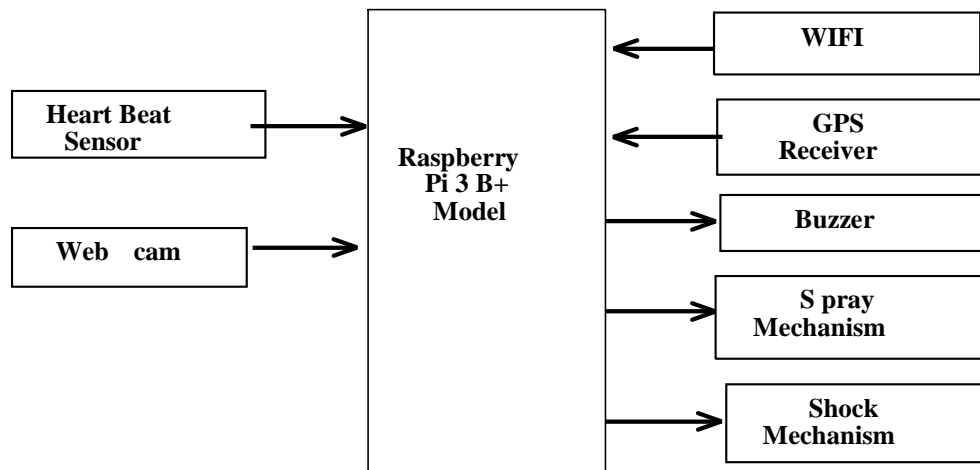 Heart Beat
Sensor
Web cam
Raspberry
Pi 3 B+
Model
WIFI
GPS
Receiver
Buzzer
S pray
Mechanism
Shock
Mechanism